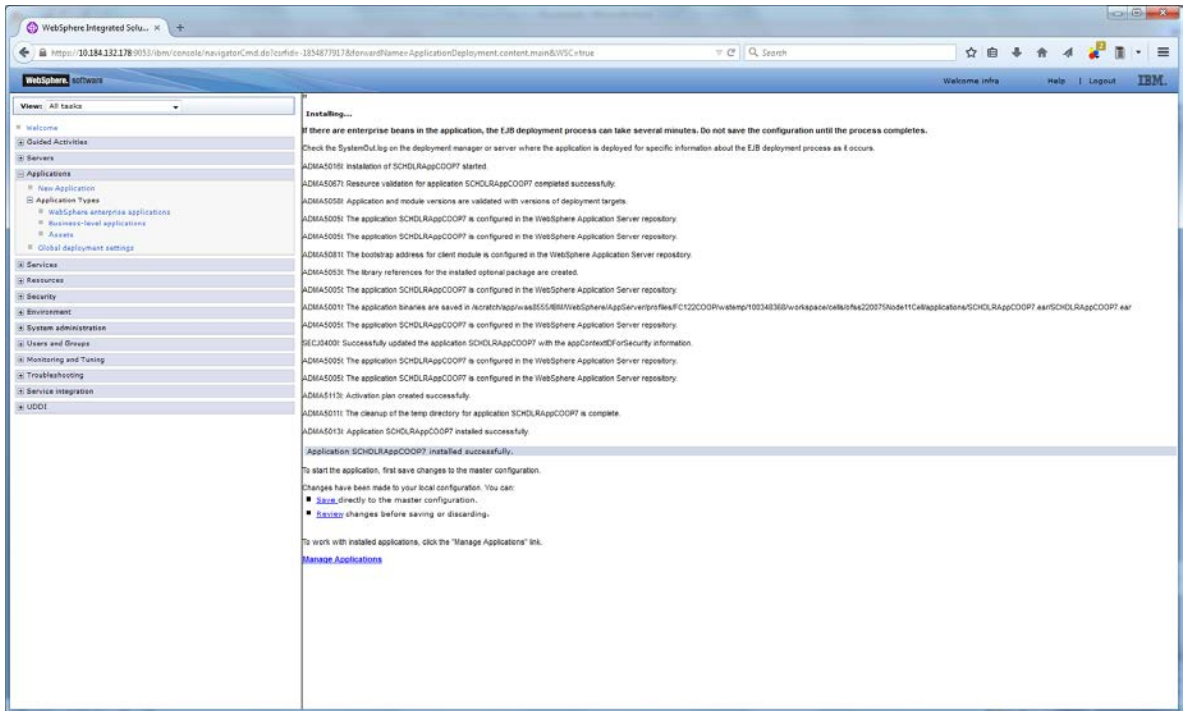 WebSphere Integrated Solu... × +
https://10.184.132.178:9053/ibm/console/navigatorCmd.do?csrfid=-1854877917&forwardName=ApplicationDeployment.content.main&WSC=true
Search
2
WebSphere. software
Welcome infra
Help | Logout
IBM.
View: All tasks
Welcome
Guided Activities
Servers
Applications
New Application
Application Types
WebSphere enterprise applications
Business-level applications
Assets
Global deployment settings
Services
Resources
Security
Environment
System administration
Users and Groups
Monitoring and Tuning
Troubleshooting
Service integration
UDDI
Installing...
If there are enterprise beans in the application, the EJB deployment process can take several minutes. Do not save the configuration until the process completes.
Check the SystemOut.log on the deployment manager or server where the application is deployed for specific information about the EJB deployment process as it occurs.
ADMA5016I: Installation of SCHDLRAppCOOP7 started.
ADMA5067I: Resource validation for application SCHDLRAppCOOP7 completed successfully.
ADMA5058I: Application and module versions are validated with versions of deployment targets.
ADMA5005I: The application SCHDLRAppCOOP7 is configured in the WebSphere Application Server repository.
ADMA5005I: The application SCHDLRAppCOOP7 is configured in the WebSphere Application Server repository.
ADMA5081I: The bootstrap address for client module is configured in the WebSphere Application Server repository.
ADMA5053I: The library references for the installed optional package are created.
ADMA5005I: The application SCHDLRAppCOOP7 is configured in the WebSphere Application Server repository.
ADMA5001I: The application binaries are saved in /scratch/app/was8555/IBM/WebSphere/AppServer/profiles/FC122COOP/wstemp/100348368/workspace/cells/ofss220075Node11Cell/applications/SCHDLRAppCOOP7.ear/SCHDLRAppCOOP7.ear
ADMA5005I: The application SCHDLRAppCOOP7 is configured in the WebSphere Application Server repository.
SECJ0400I: Successfully updated the application SCHDLRAppCOOP7 with the appContextIDForSecurity information.
ADMA5005I: The application SCHDLRAppCOOP7 is configured in the WebSphere Application Server repository.
ADMA5005I: The application SCHDLRAppCOOP7 is configured in the WebSphere Application Server repository.
ADMA5113I: Activation plan created successfully.
ADMA5011I: The cleanup of the temp directory for application SCHDLRAppCOOP7 is complete.
ADMA5013I: Application SCHDLRAppCOOP7 installed successfully.
Application SCHDLRAppCOOP7 installed successfully.
To start the application, first save changes to the master configuration.
Changes have been made to your local configuration. You can:
Save directly to the master configuration.
Review changes before saving or discarding.
To work with installed applications, click the "Manage Applications" link.
Manage Applications